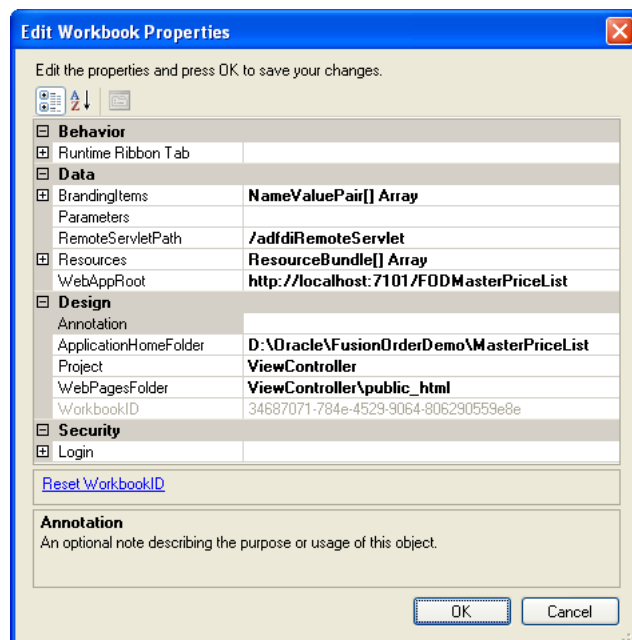 Edit Workbook Properties
Edit the properties and press OK to save your changes.
Behavior
Runtime Ribbon Tab
Data
BrandingItems NameValuePair[] Array
Parameters
RemoteServletPath /adfdiRemoteServlet
Resources ResourceBundle[] Array
WebAppRoot http://localhost:7101/FODMasterPriceList
Design
Annotation
ApplicationHomeFolder D:\Oracle\FusionOrderDemo\MasterPriceList
Project ViewController
WebPagesFolder ViewController\public_html
WorkbookID 34687071-784e-4529-9064-806290559e8e
Security
Login
Reset WorkbookID
Annotation
An optional note describing the purpose or usage of this object.
OK Cancel